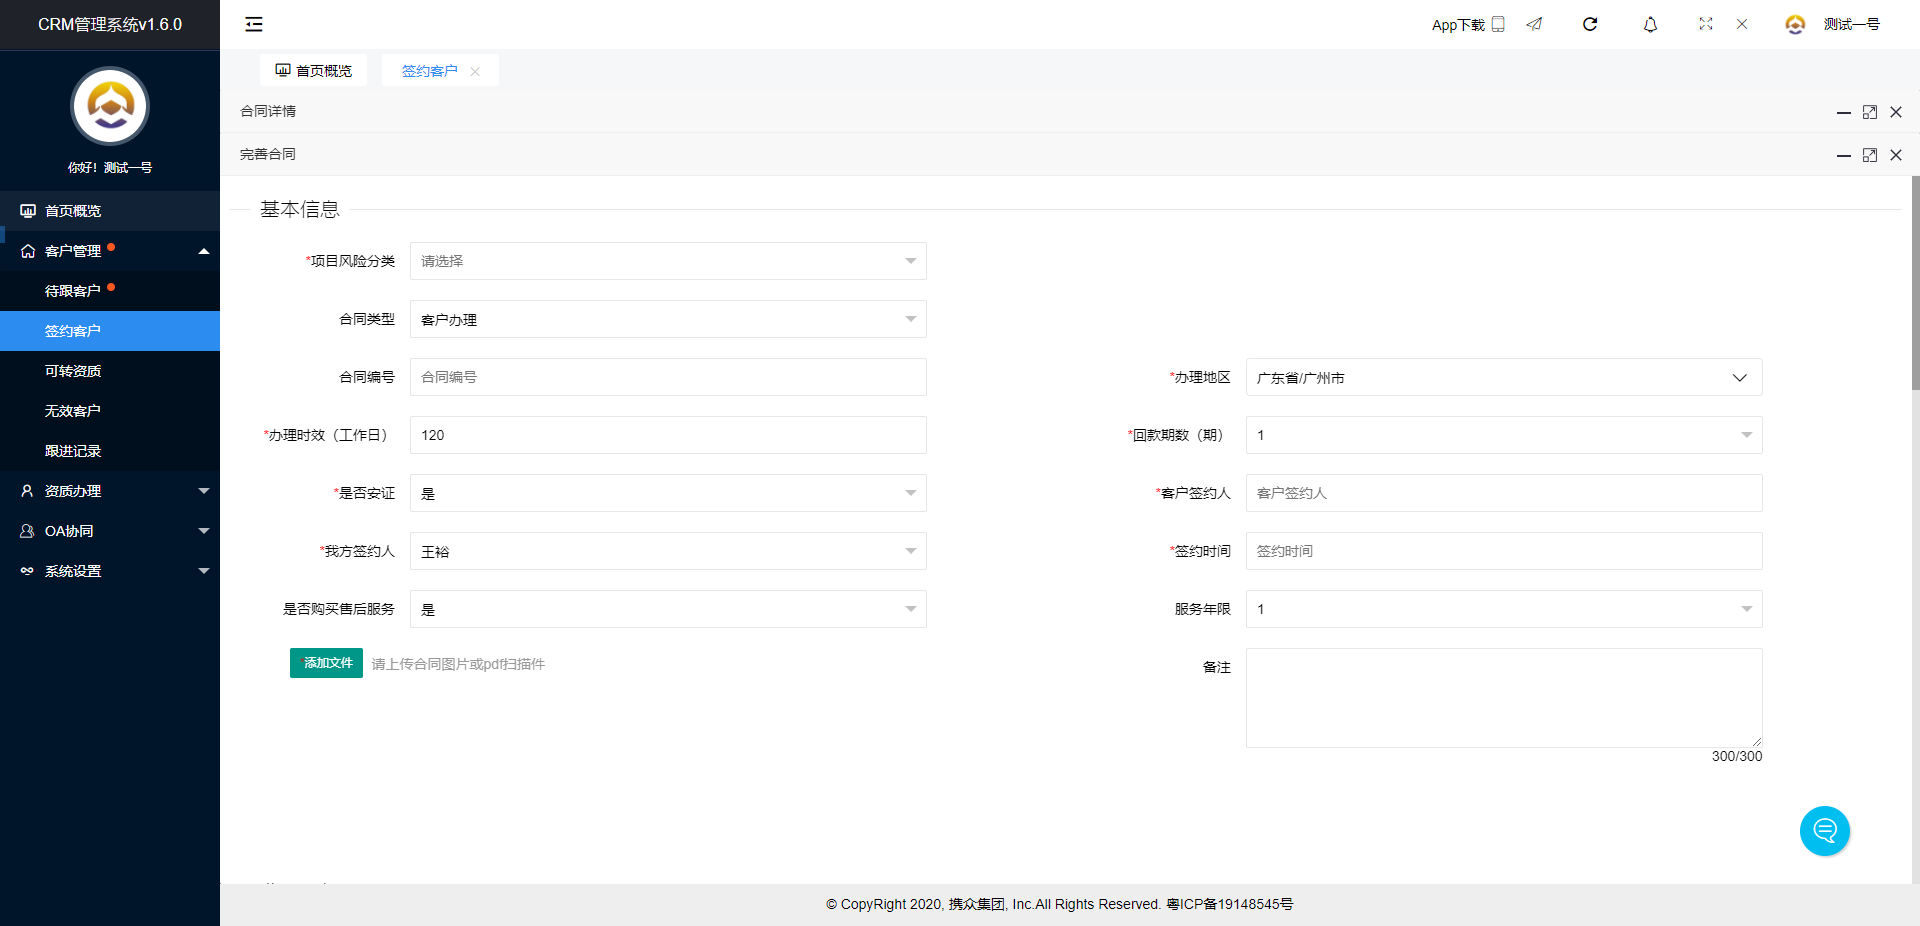 CRM管理系统v1.6.0
App下载
测试一号
首页概览
签约客户
你好！测试一号
合同详情
完善合同
首页概览
客户管理
待跟客户
签约客户
可转资质
无效客户
跟进记录
资质办理
OA协同
系统设置
基本信息
*项目风险分类 请选择
合同类型 客户办理
合同编号 合同编号 *办理地区 广东省/广州市
*办理时效（工作日） 120 *回款期数（期） 1
*是否安证 是 *客户签约人 客户签约人
*我方签约人 王裕 *签约时间 签约时间
是否购买售后服务 是 服务年限 1
*添加文件 请上传合同图片或pdf扫描件 备注
300/300
© CopyRight 2020, 携众集团, Inc.All Rights Reserved. 粤ICP备19148545号